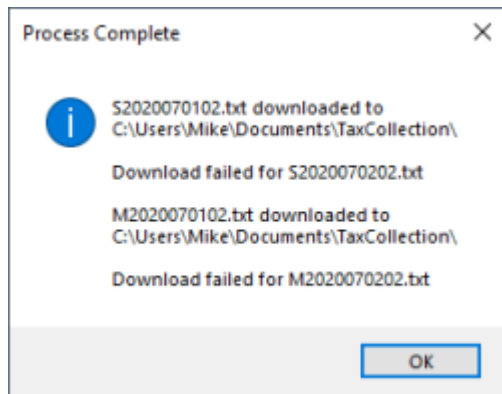 Process Complete
S2020070102.txt downloaded to
C:\Users\Mike\Documents\TaxCollection\
Download failed for S2020070202.txt
M2020070102.txt downloaded to
C:\Users\Mike\Documents\TaxCollection\
Download failed for M2020070202.txt
OK